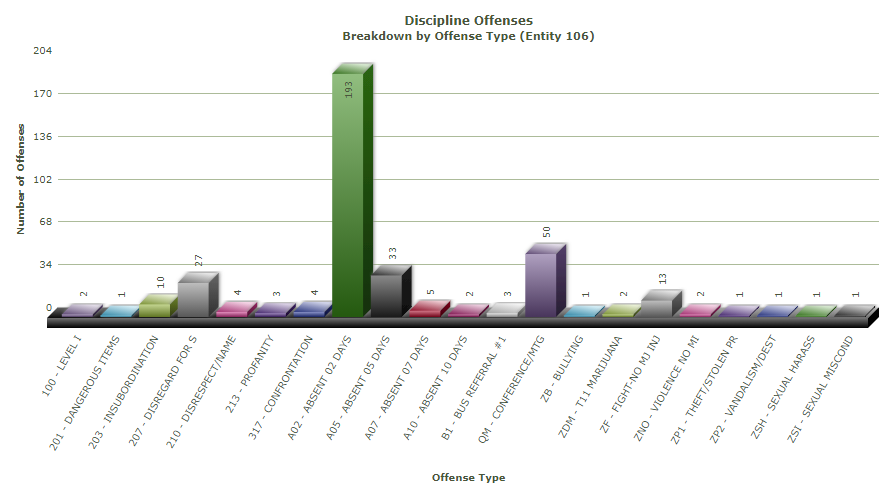 Discipline Offenses
Breakdown by Offense Type (Entity 106)
Number of Offenses
204
170
136
102
68
34
0
2
1
10
27
4
3
4
193
33
5
2
3
50
1
2
13
2
1
1
1
1
100 - LEVEL I
201 - DANGEROUS ITEMS
203 - INSUBORDINATION
207 - DISREGARD FOR S
210 - DISRESPECT/NAME
213 - PROFANITY
317 - CONFRONTATION
A02 - ABSENT 02 DAYS
A05 - ABSENT 05 DAYS
A07 - ABSENT 07 DAYS
A10 - ABSENT 10 DAYS
B1 - BUS REFERRAL #1
QM - CONFERENCE/MTG
ZB - BULLYING
ZDM - T11 MARIJUANA
ZF - FIGHT-NO MJ INJ
ZNO - VIOLENCE NO MI
ZP1 - THEFT/STOLEN PR
ZP2 - VANDALISM/DEST
ZSH - SEXUAL HARASS
ZSI - SEXUAL MISCOND
Offense Type